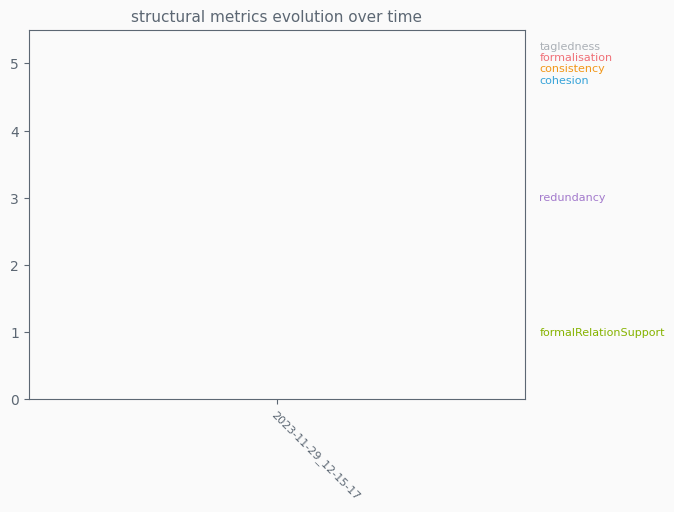 structural metrics evolution over time
tagledness
formalisation
consistency
cohesion
redundancy
formalRelationSupport
5
4
3
2
1
0
2023-11-29_12-15-17